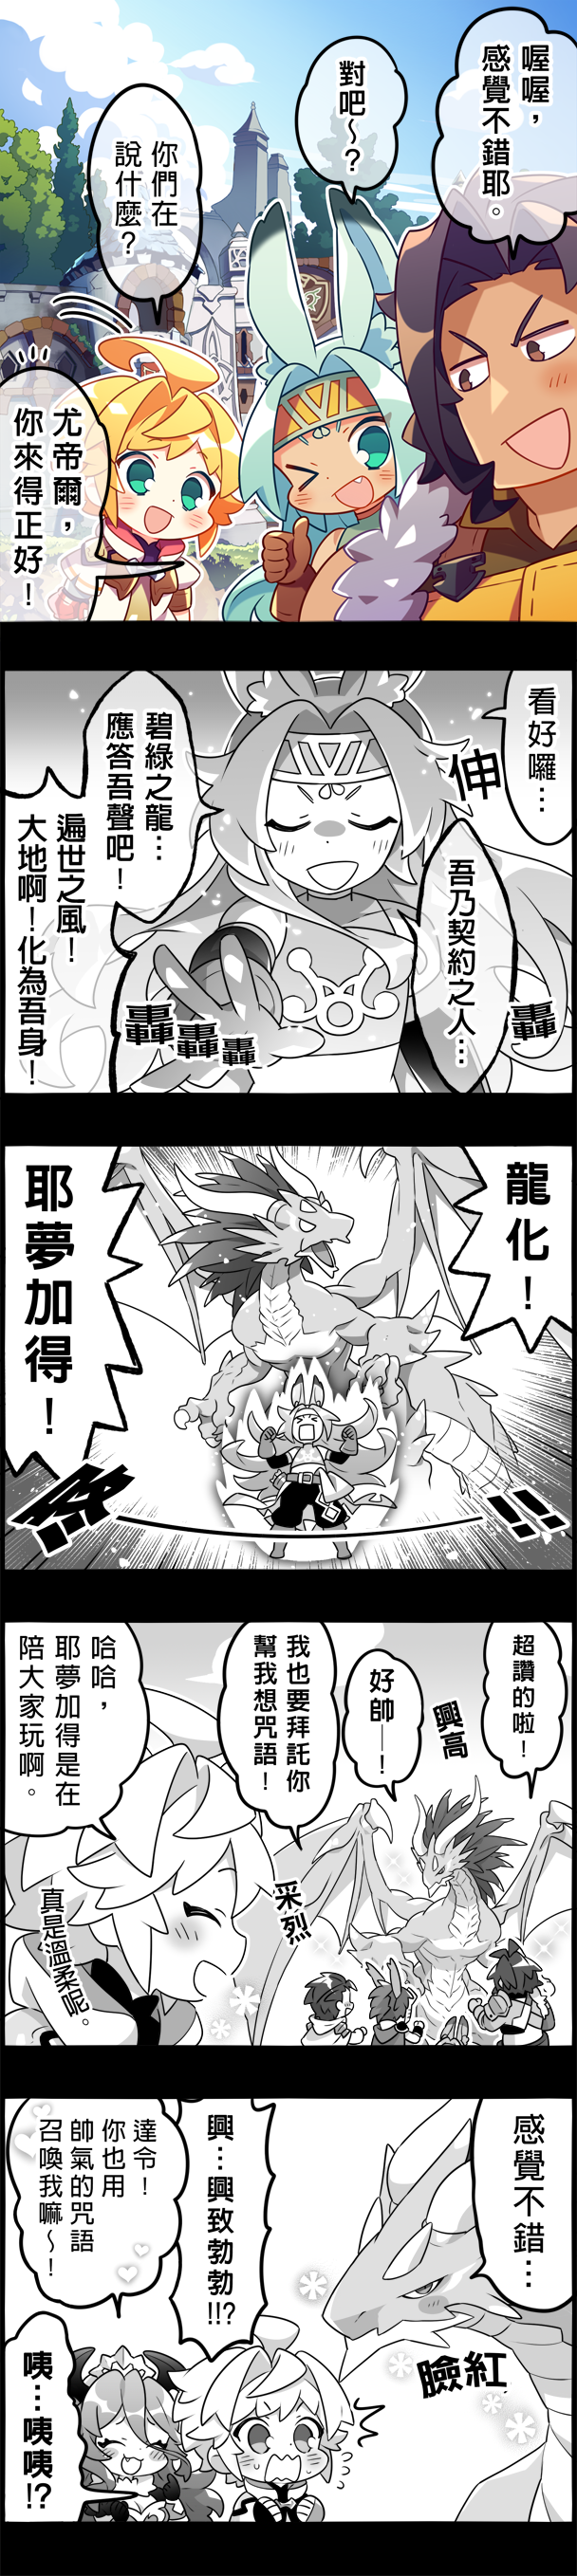 喔喔，
感覺不錯耶。
對吧～？
你們在
說什麼？
尤帝爾，
你來得正好！
看好囉…
伸
吾乃契約之人…
碧綠之龍…
應答吾聲吧！
遍世之風！
大地啊！化為吾身！
轟
轟
轟
轟
龍化！
耶夢加得！
!!
超讚的啦！
興高
好帥—！
我也要拜託你
幫我想咒語！
采烈
哈哈，
耶夢加得是在
陪大家玩啊。
真是溫柔呢。
感覺不錯…
臉紅
興…興致勃勃!!?
達令！
你也用
帥氣的咒語
召喚我嘛～！
咦…咦咦!?